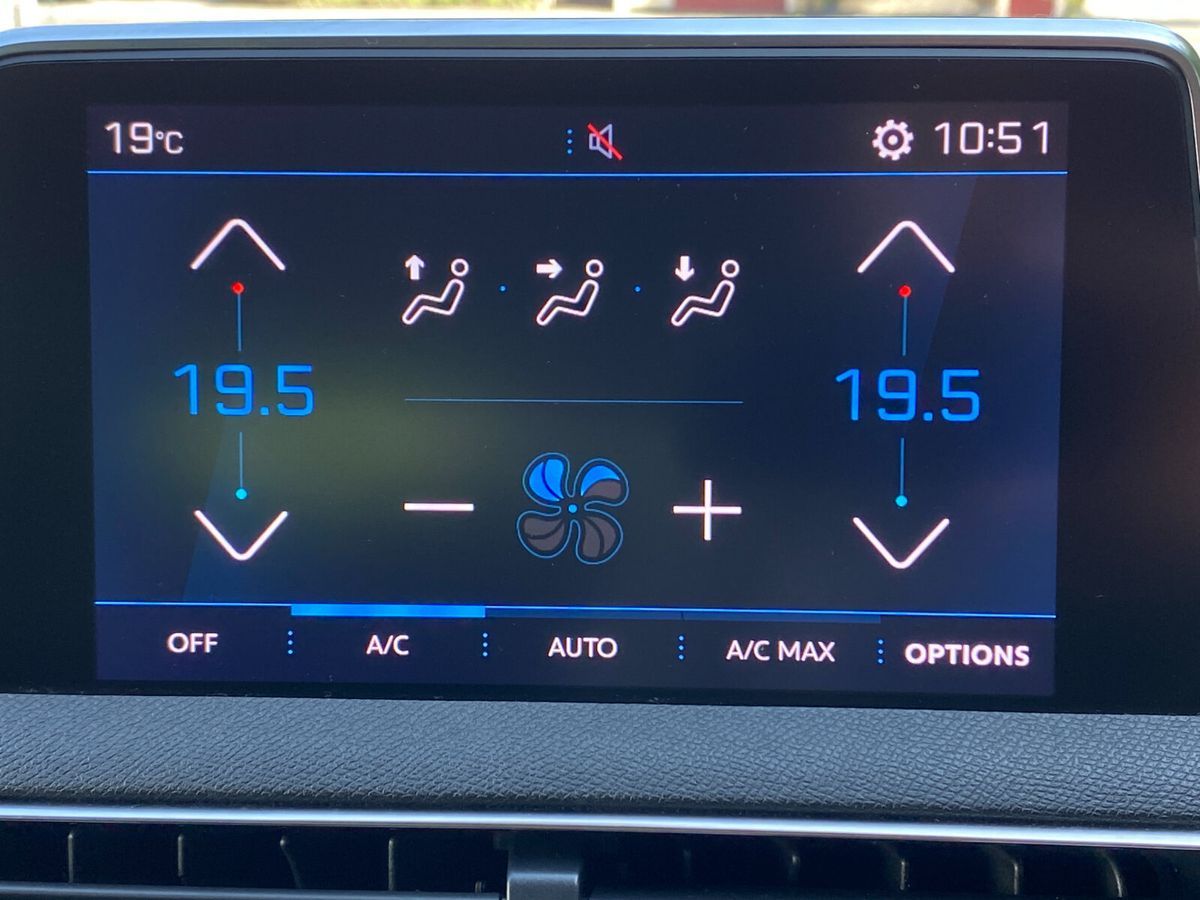 19°C 10:51
19.5 19.5
OFF A/C AUTO A/C MAX OPTIONS